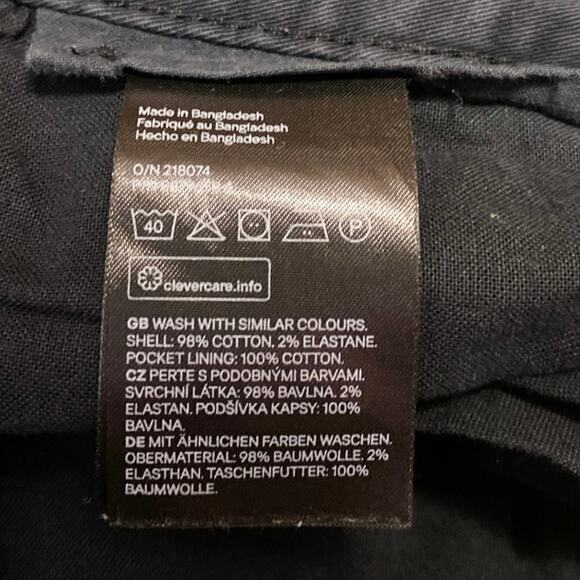 Made in Bangladesh
Fabriqué au Bangladesh
Hecho en Bangladesh
O/N 218074
40
P
clevercare.info
GB WASH WITH SIMILAR COLOURS.
SHELL: 98% COTTON. 2% ELASTANE.
POCKET LINING: 100% COTTON.
CZ PERTE S PODOBNÝMI BARVAMI.
SVRCHNÍ LÁTKA: 98% BAVLNA. 2%
ELASTAN. PODŠÍVKA KAPSY: 100%
BAVLNA.
DE MIT ÄHNLICHEN FARBEN WASCHEN.
OBERMATERIAL: 98% BAUMWOLLE. 2%
ELASTHAN. TASCHENFUTTER: 100%
BAUMWOLLE.